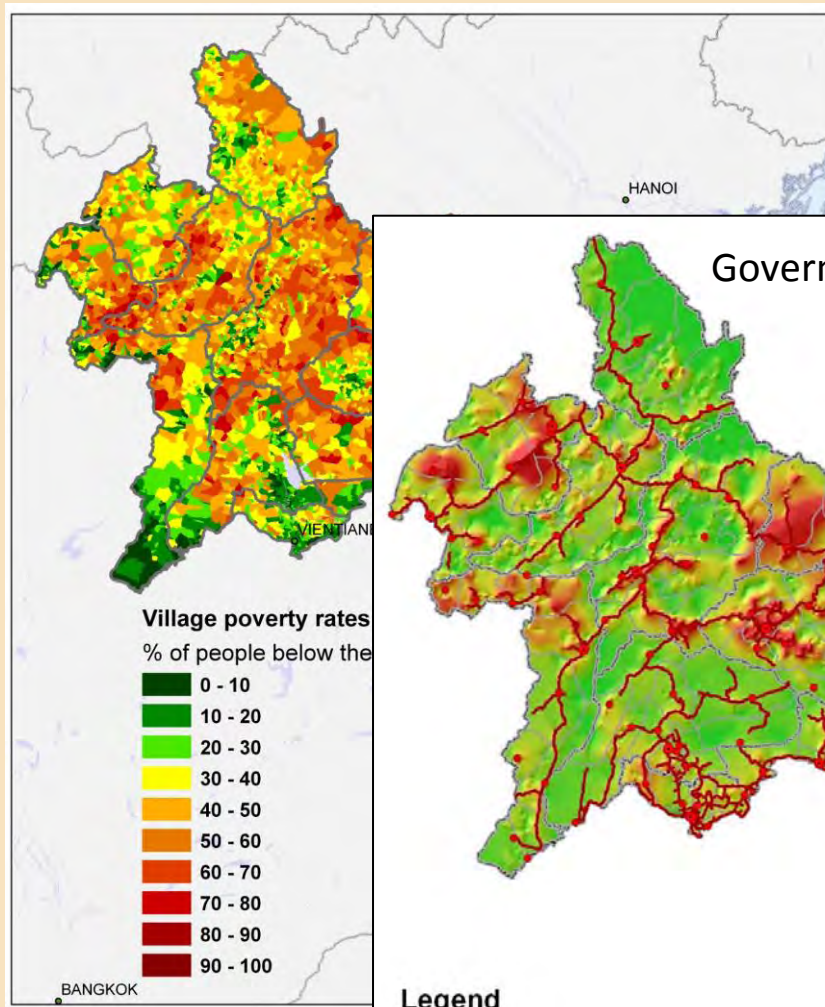 HANOI
Govern
VIENTIANE
Village poverty rates
% of people below the
0 - 10
10 - 20
20 - 30
30 - 40
40 - 50
50 - 60
60 - 70
70 - 80
80 - 90
90 - 100
BANGKOK
Legend